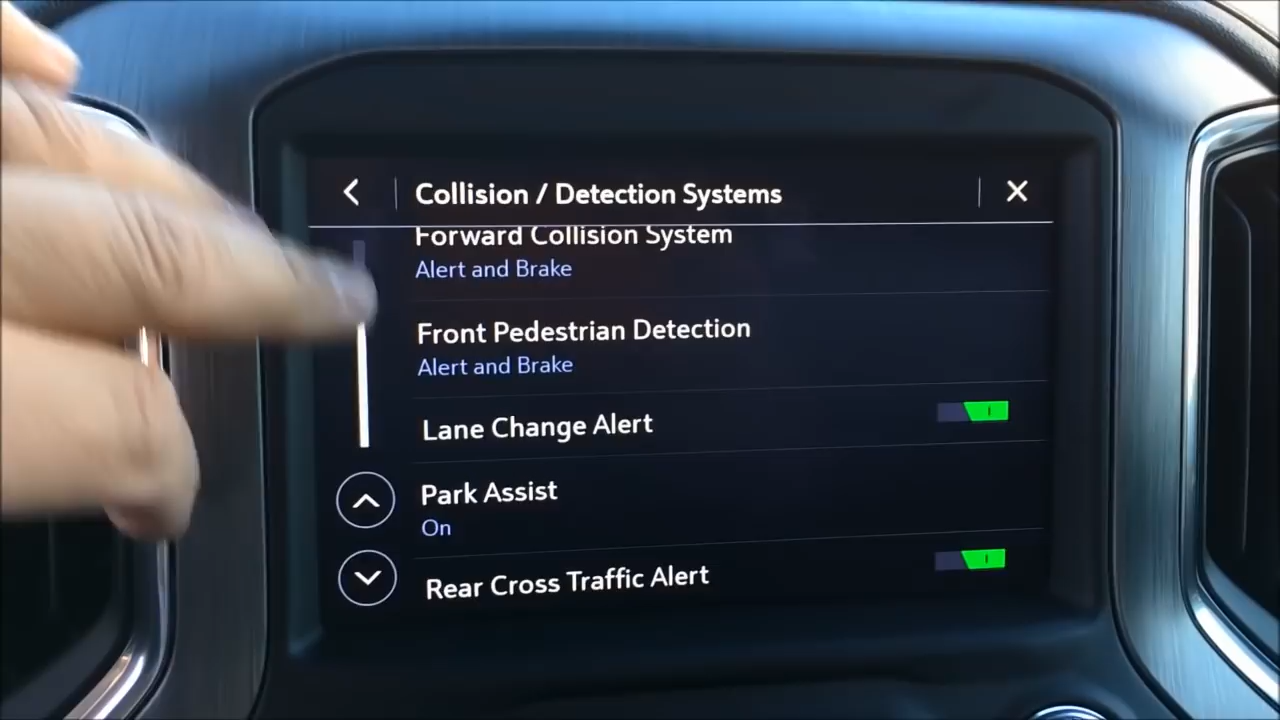 Collision / Detection Systems
Forward Collision System
Alert and Brake
Front Pedestrian Detection
Alert and Brake
Lane Change Alert
Park Assist
On
Rear Cross Traffic Alert